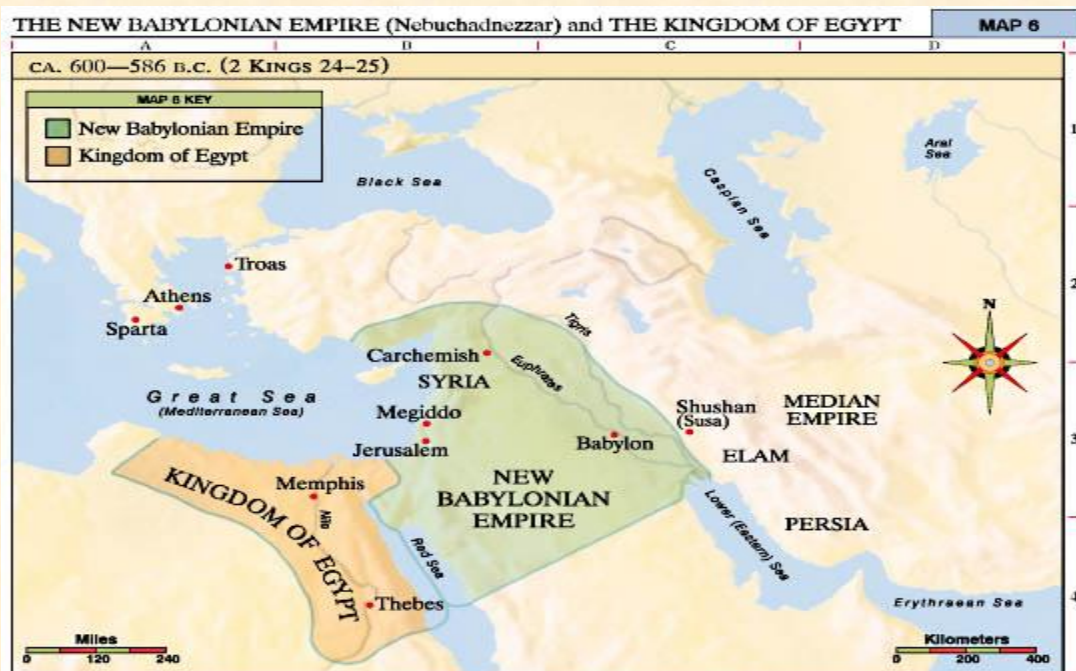 THE NEW BABYLONIAN EMPIRE (Nebuchadnezzar) and THE KINGDOM OF EGYPT
MAP 6
A
B
C
D
CA. 600—586 B.C. (2 KINGS 24–25)
MAP 6 KEY
New Babylonian Empire
Kingdom of Egypt
1
Aral
Sea
Black Sea
Caspian Sea
Troas
2
Athens
Sparta
N
Tigris
Carchemish
Euphrates
SYRIA
Great Sea
(Mediterranean Sea)
MEDIAN
EMPIRE
Shushan
(Susa)
Megiddo
Babylon
3
Jerusalem
ELAM
KINGDOM OF EGYPT
Memphis
Nile
NEW
BABYLONIAN
EMPIRE
Lower (Eastern) Sea
PERSIA
Red Sea
Thebes
4
Erythraean Sea
Miles
0 120 240
Kilometers
0 200 400